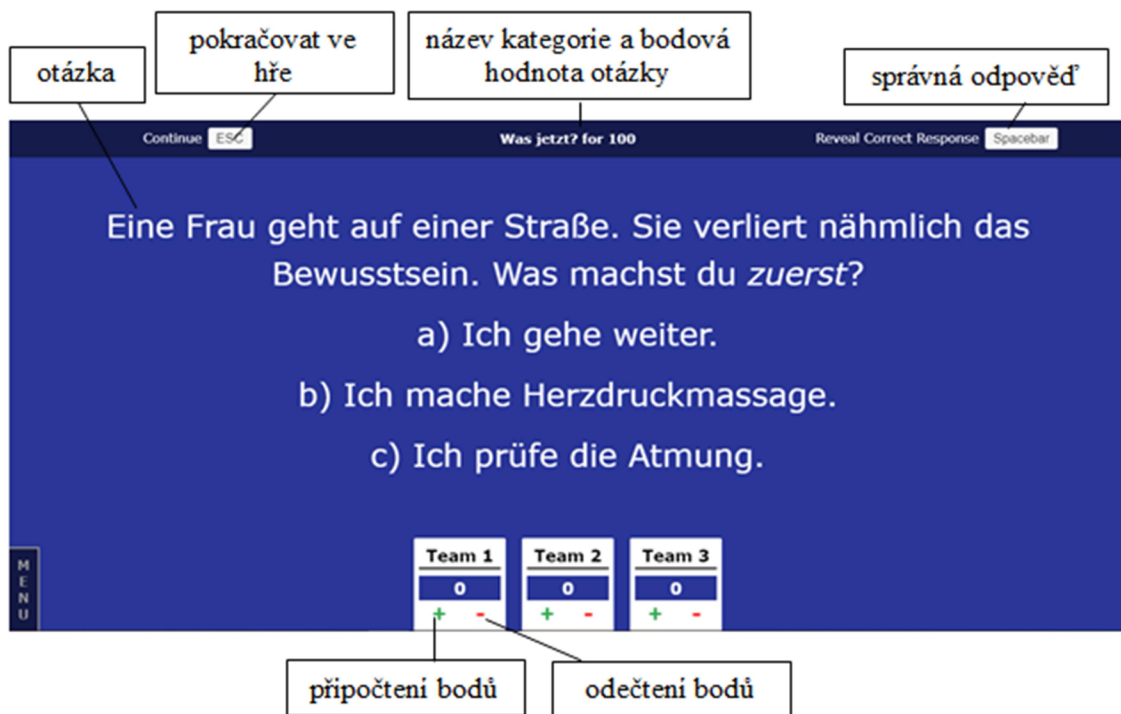 pokračovat ve
hře
název kategorie a bodová
hodnota otázky
otázka
správná odpověď
Continue ESC
Was jetzt? for 100
Reveal Correct Response Spacebar
Eine Frau geht auf einer Straße. Sie verliert nähmlich das
Bewusstsein. Was machst du zuerst?
a) Ich gehe weiter.
b) Ich mache Herzdruckmassage.
c) Ich prüfe die Atmung.
MENU
Team 1
0
+ -
Team 2
0
+ -
Team 3
0
+ -
připočtení bodů
odečtení bodů